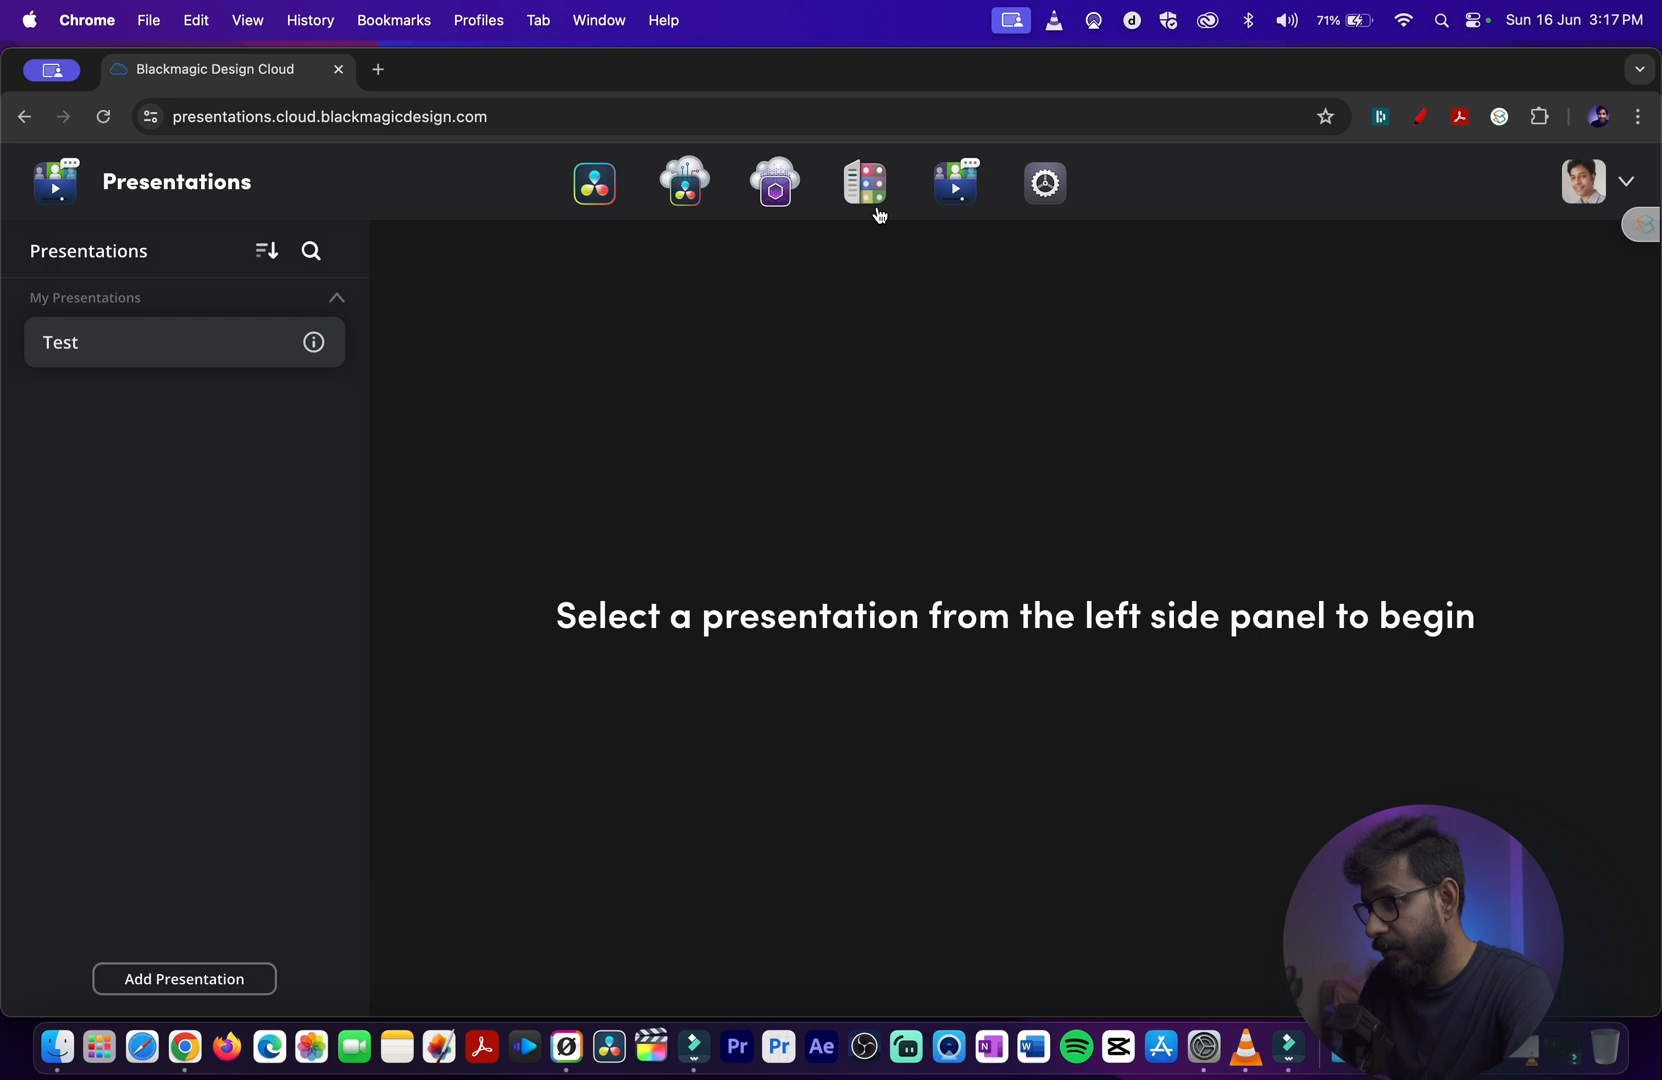 Chrome File Edit View History Bookmarks Profiles Tab Window Help 71% Sun 16 Jun 3:17 PM
Blackmagic Design Cloud
presentations.cloud.blackmagicdesign.com
Presentations
Presentations
My Presentations
Test
Select a presentation from the left side panel to begin
Add Presentation
Pr Pr Ae